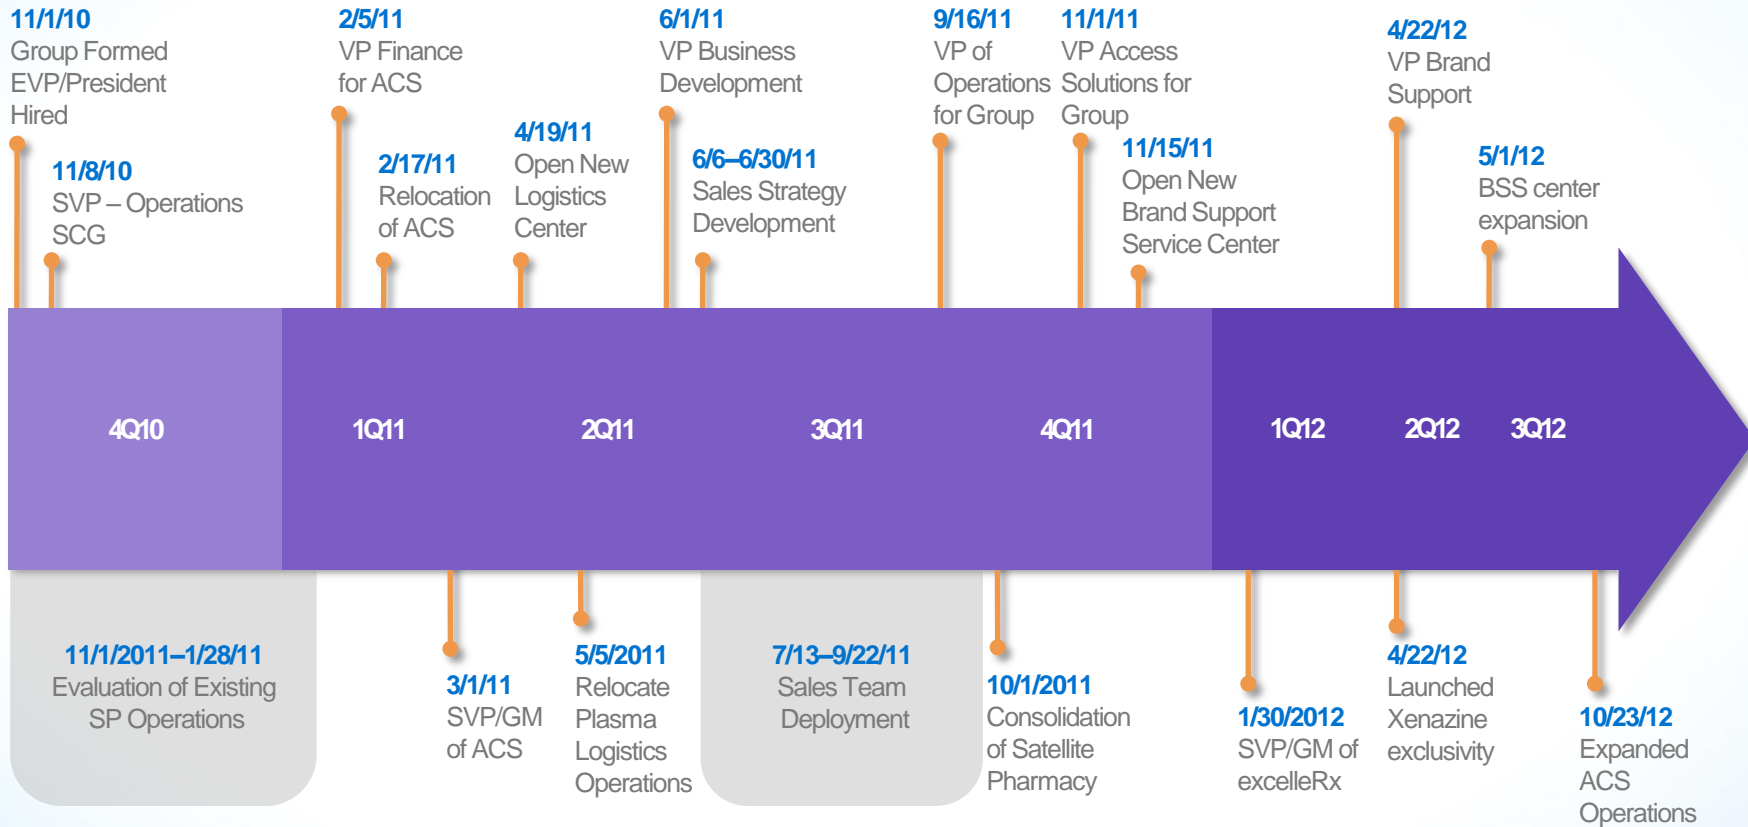 11/1/10
Group Formed
EVP/President
Hired
11/8/10
SVP – Operations
SCG
2/5/11
VP Finance
for ACS
2/17/11
Relocation
of ACS
4/19/11
Open New
Logistics
Center
6/1/11
VP Business
Development
6/6–6/30/11
Sales Strategy
Development
9/16/11
VP of
Operations
for Group
11/1/11
VP Access
Solutions for
Group
11/15/11
Open New
Brand Support
Service Center
4/22/12
VP Brand
Support
5/1/12
BSS center
expansion
4Q10
1Q11
2Q11
3Q11
4Q11
1Q12
2Q12
3Q12
11/1/2011–1/28/11
Evaluation of Existing
SP Operations
3/1/11
SVP/GM
of ACS
5/5/2011
Relocate
Plasma
Logistics
Operations
7/13–9/22/11
Sales Team
Deployment
10/1/2011
Consolidation
of Satellite
Pharmacy
1/30/2012
SVP/GM of
excelleRx
4/22/12
Launched
Xenazine
exclusivity
10/23/12
Expanded
ACS
Operations